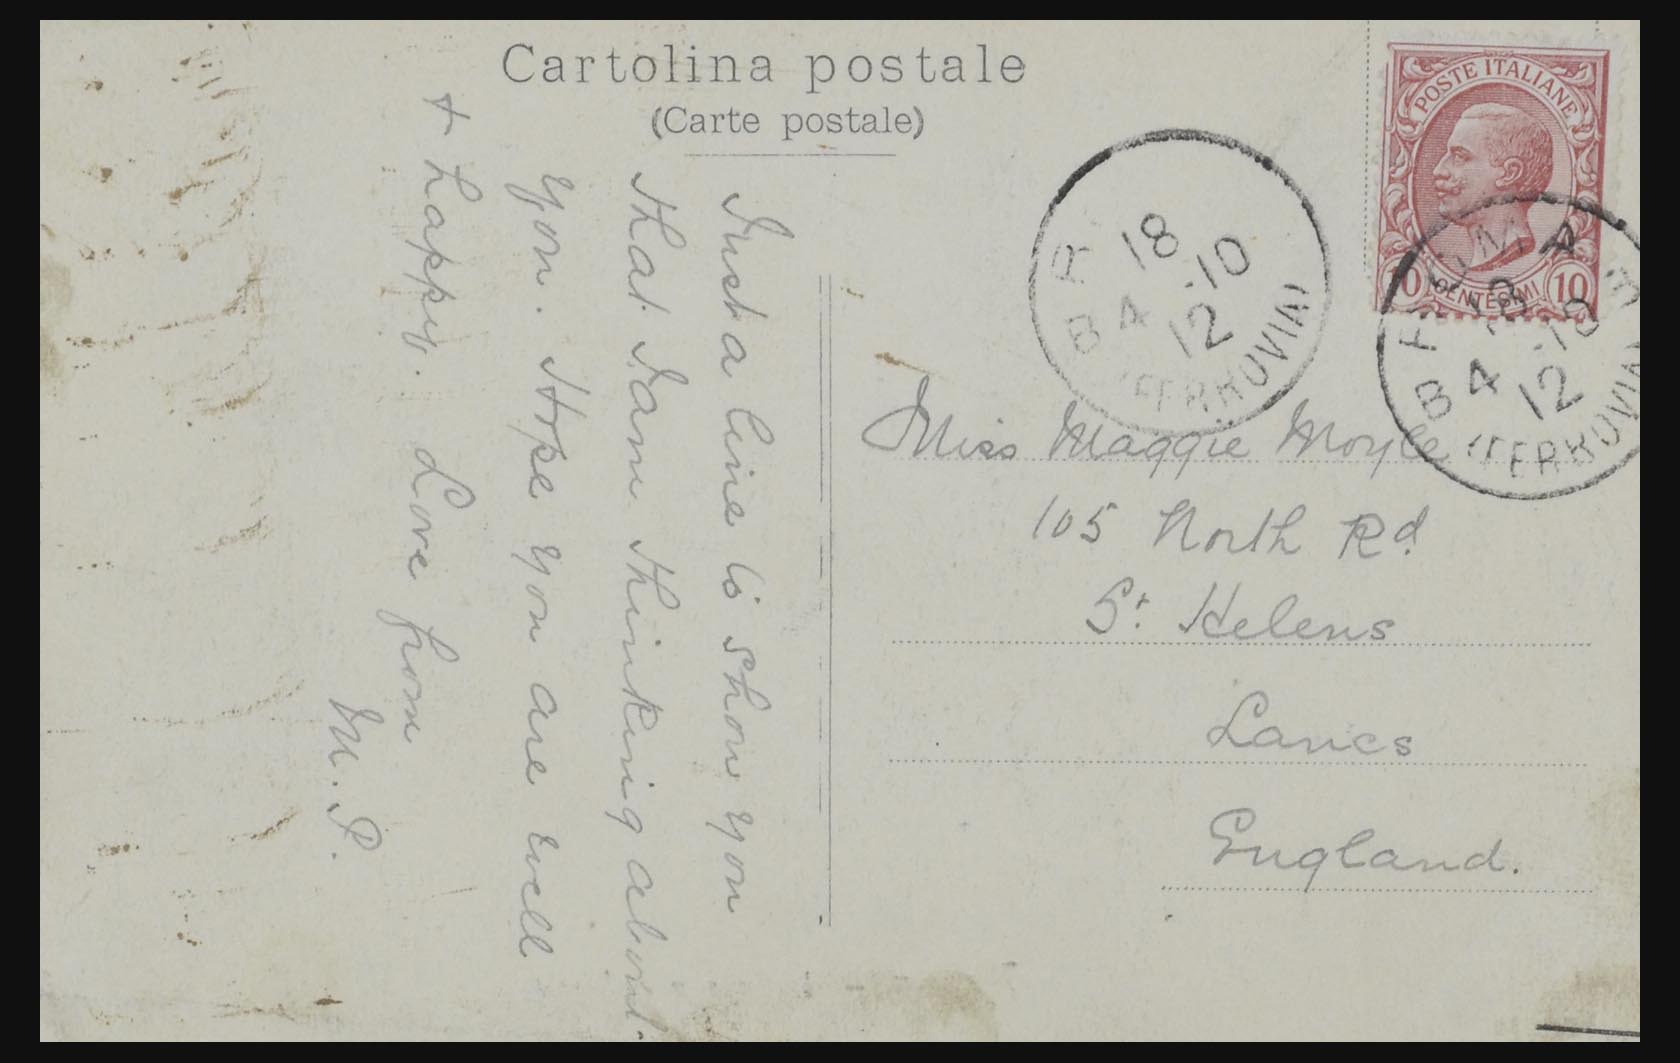 Cartolina postale
(Carte postale)
POSTE ITALIANE
10
CENTESIMI
10
18
4 ·10
12
(FERROVIA)
18
4 ·10
12
(FERROVIA)
Just a line to show you
that I am thinking about
you. Hope you are well
+ happy. Love from
M. P.
Miss Maggie Moyle
105 North Rd.
St. Helens
Lancs
England.